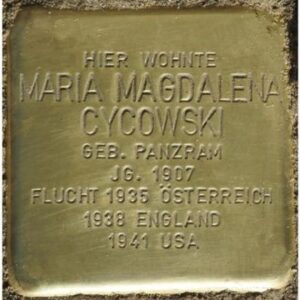 HIER WOHNTE
MARIA MAGDALENA
CYCOWSKI
GEB. PANZRAM
JG. 1907
FLUCHT 1935 ÖSTERREICH
1938 ENGLAND
1941 USA